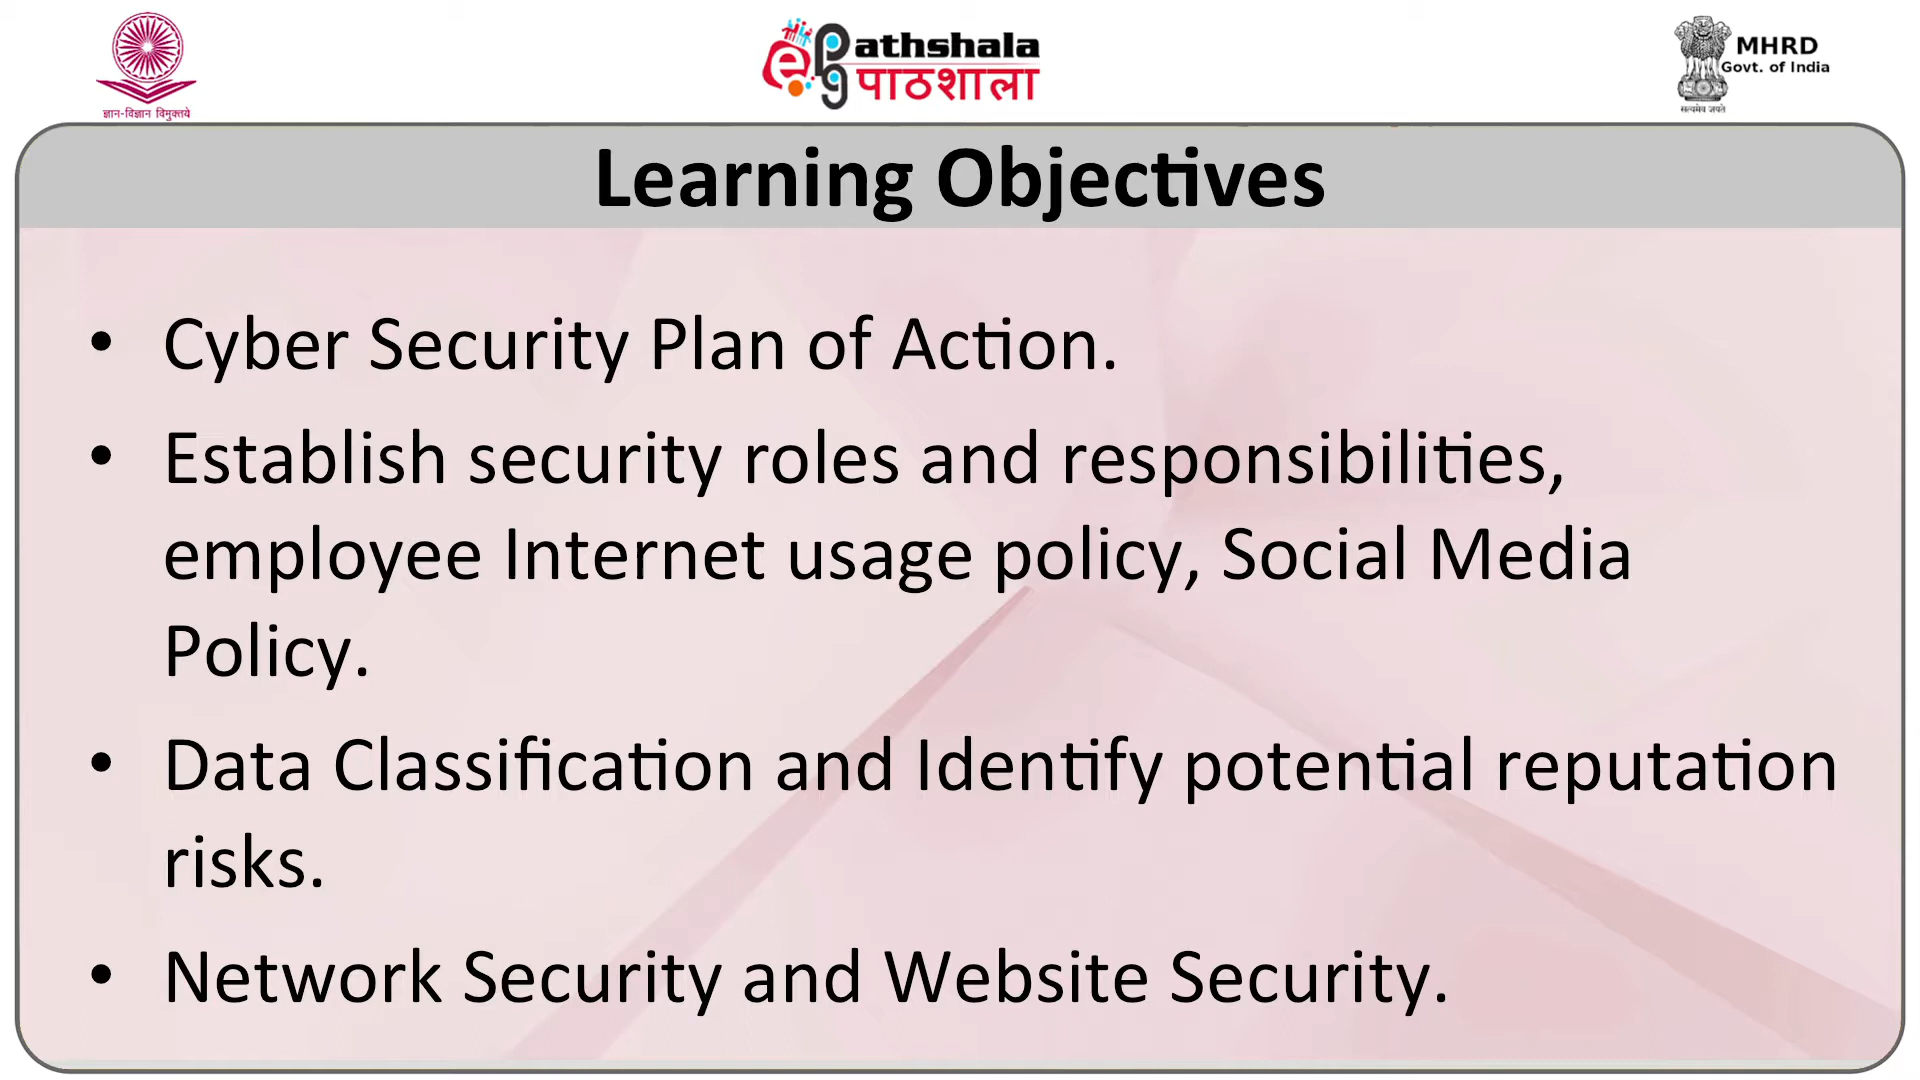 ज्ञान-विज्ञान विमुक्तये
epgathshala
पाठशाला
MHRD
Govt. of India
सत्यमेव जयते
Learning Objectives
• Cyber Security Plan of Action.
• Establish security roles and responsibilities,
employee Internet usage policy, Social Media
Policy.
• Data Classification and Identify potential reputation
risks.
• Network Security and Website Security.